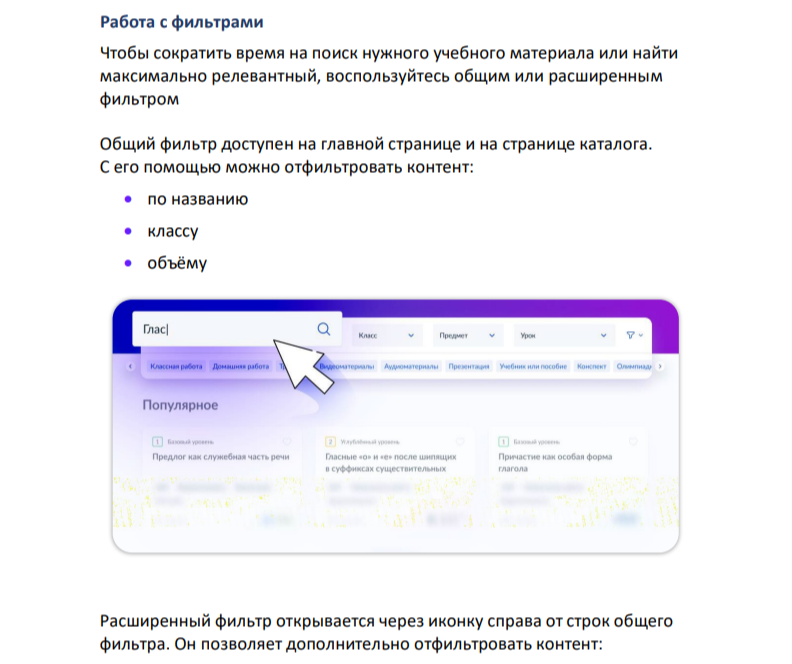 Работа с фильтрами
Чтобы сократить время на поиск нужного учебного материала или найти
максимально релевантный, воспользуйтесь общим или расширенным
фильтром
Общий фильтр доступен на главной странице и на странице каталога.
С его помощью можно отфильтровать контент:
• по названию
• классу
• объёму
Глас
Класс
Предмет
Урок
Классная работа Домашняя работа Видеоматериалы Аудиоматериалы Презентация Учебник или пособие Конспект Олимпиад
Популярное
1 Базовый уровень
Предлог как служебная часть речи
2 Углублённый уровень
Гласные «о» и «е» после шипящих
в суффиксах существительных
1 Базовый уровень
Причастие как особая форма
глагола
Расширенный фильтр открывается через иконку справа от строк общего
фильтра. Он позволяет дополнительно отфильтровать контент: